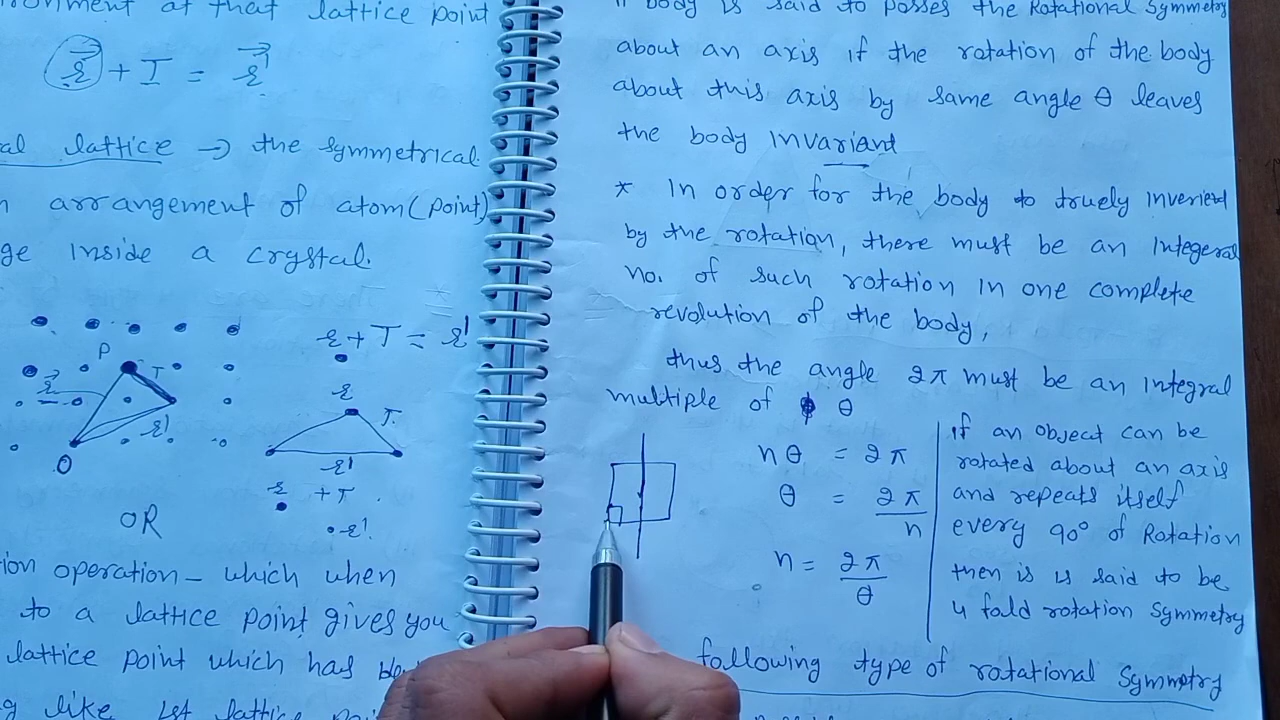 onment at that lattice point
r + T = r'
al lattice → the symmetrical
arrangement of atom (point)
ge inside a crystal.
r + T = r'
P
T
r
r'
O
r
T.
r'
r + T
r'
OR
ion operation - which when
to a lattice point gives you
lattice point which has
g like 1st lattice
body is said to posses the Rotational Symmetry
about an axis if the rotation of the body
about this axis by same angle θ leaves
the body Invariant
* In order for the body to truely
by the rotation, there must be an Integeral
no. of such rotation in one complete
revolution of the body,
thus the angle 2π must be an integral
multiple of θ
nθ = 2π
θ = 2π/n
n = 2π/θ
if an object can be
rotated about an axis
and repeats itself
every 90° of Rotation
then is is said to be
4 fold rotation Symmetry
following type of rotational Symmetry